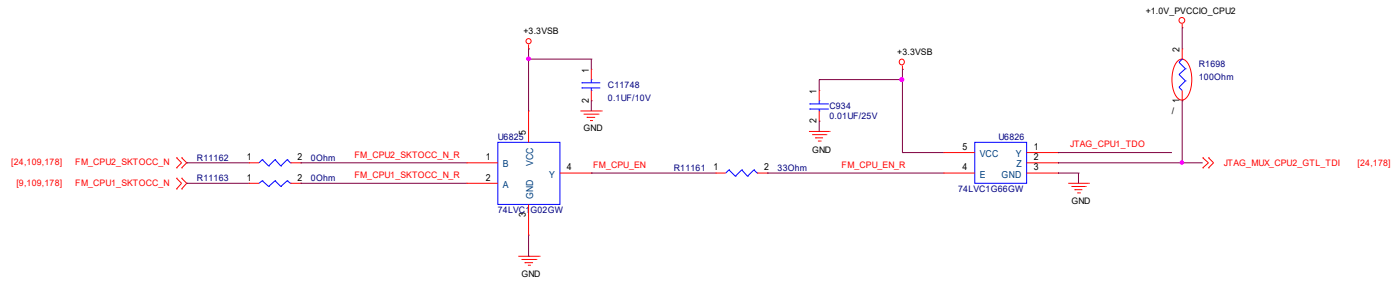 +1.0V_PVCCIO_CPU2
+3.3VSB
+3.3VSB
2
R1698
100Ohm
1
/
1
C11748
0.1UF/10V
2
GND
1
C934
0.01UF/25V
2
GND
U6825
5
VCC
U6826
[24,109,178] FM_CPU2_SKTOCC_N R11162 1 2 0Ohm FM_CPU2_SKTOCC_N_R 1 B
[9,109,178] FM_CPU1_SKTOCC_N R11163 1 2 0Ohm FM_CPU1_SKTOCC_N_R 2 A
Y 4 FM_CPU_EN R11161 1 2 33Ohm FM_CPU_EN_R 4 E
5 VCC Y 1 JTAG_CPU1_TDO
Z 2 JTAG_MUX_CPU2_GTL_TDI [24,178]
GND 3
GND
3
74LVC1G02GW
74LVC1G66GW
GND
GND